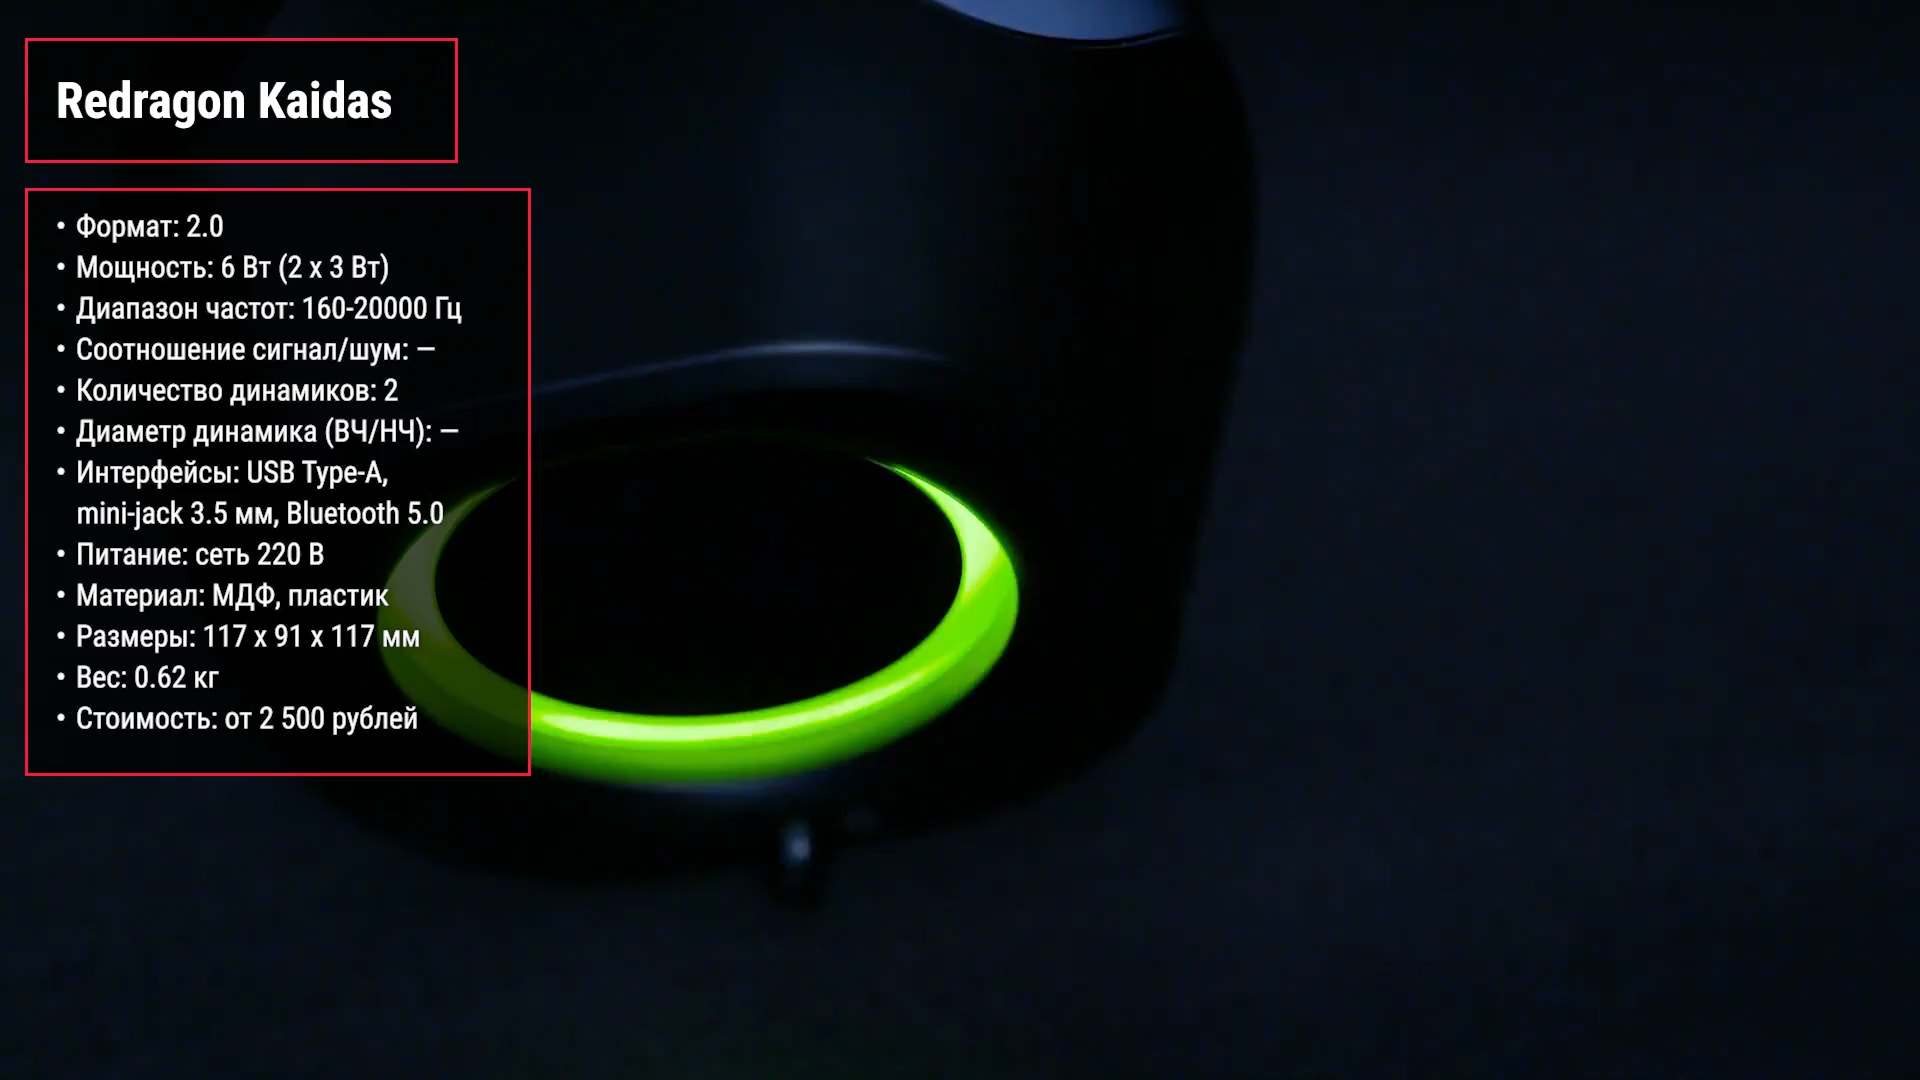 Redragon Kaidas
• Формат: 2.0
• Мощность: 6 Вт (2 x 3 Вт)
• Диапазон частот: 160-20000 Гц
• Соотношение сигнал/шум: —
• Количество динамиков: 2
• Диаметр динамика (ВЧ/НЧ): —
• Интерфейсы: USB Type-A,
mini-jack 3.5 мм, Bluetooth 5.0
• Питание: сеть 220 В
• Материал: МДФ, пластик
• Размеры: 117 x 91 x 117 мм
• Вес: 0.62 кг
• Стоимость: от 2 500 рублей